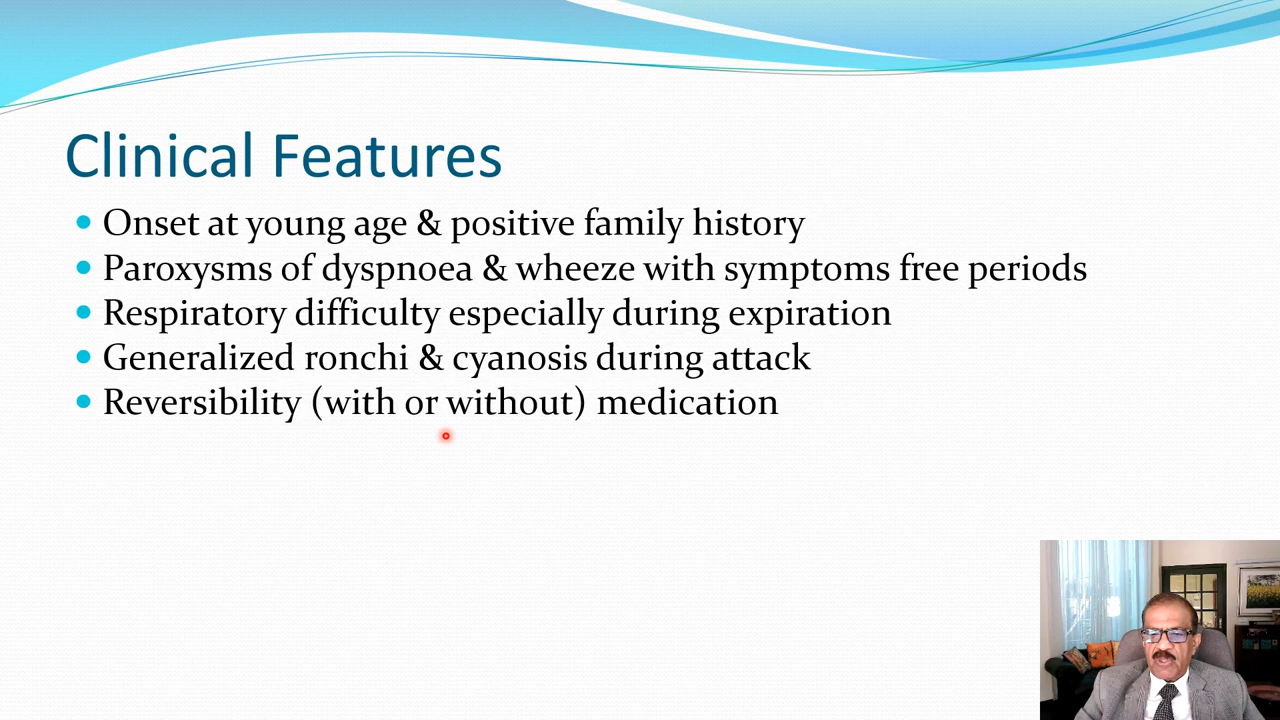 Clinical Features
Onset at young age & positive family history
Paroxysms of dyspnoea & wheeze with symptoms free periods
Respiratory difficulty especially during expiration
Generalized ronchi & cyanosis during attack
Reversibility (with or without) medication